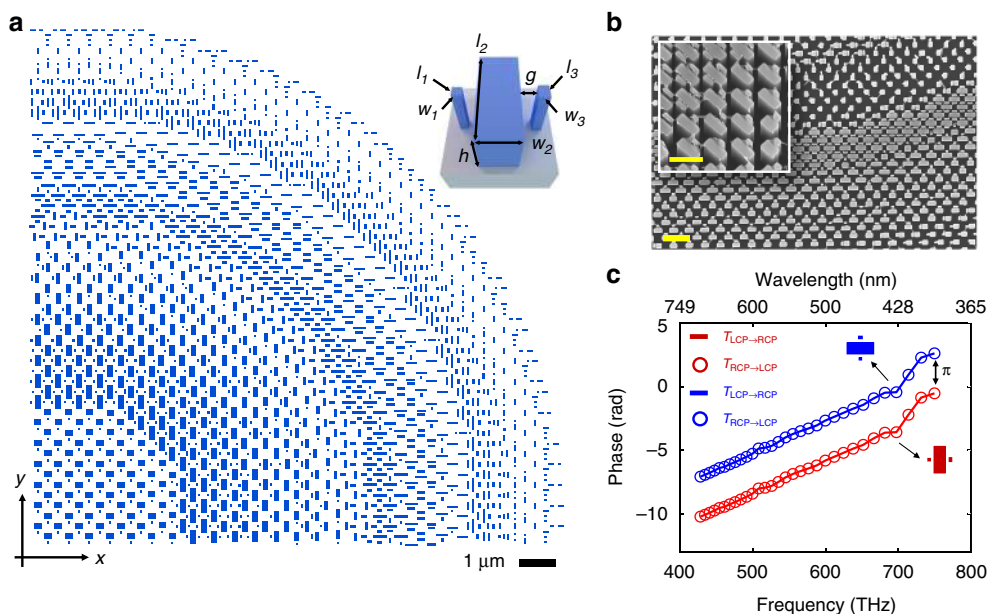 a
l1
l2
g
l3
w1
w3
w2
h
y
x
1 μm
b
c
Wavelength (nm)
749 600 500 428 365
5
0
−5
−10
Phase (rad)
TLCP→RCP
TRCP→LCP
TLCP→RCP
TRCP→LCP
π
400 500 600 700 800
Frequency (THz)